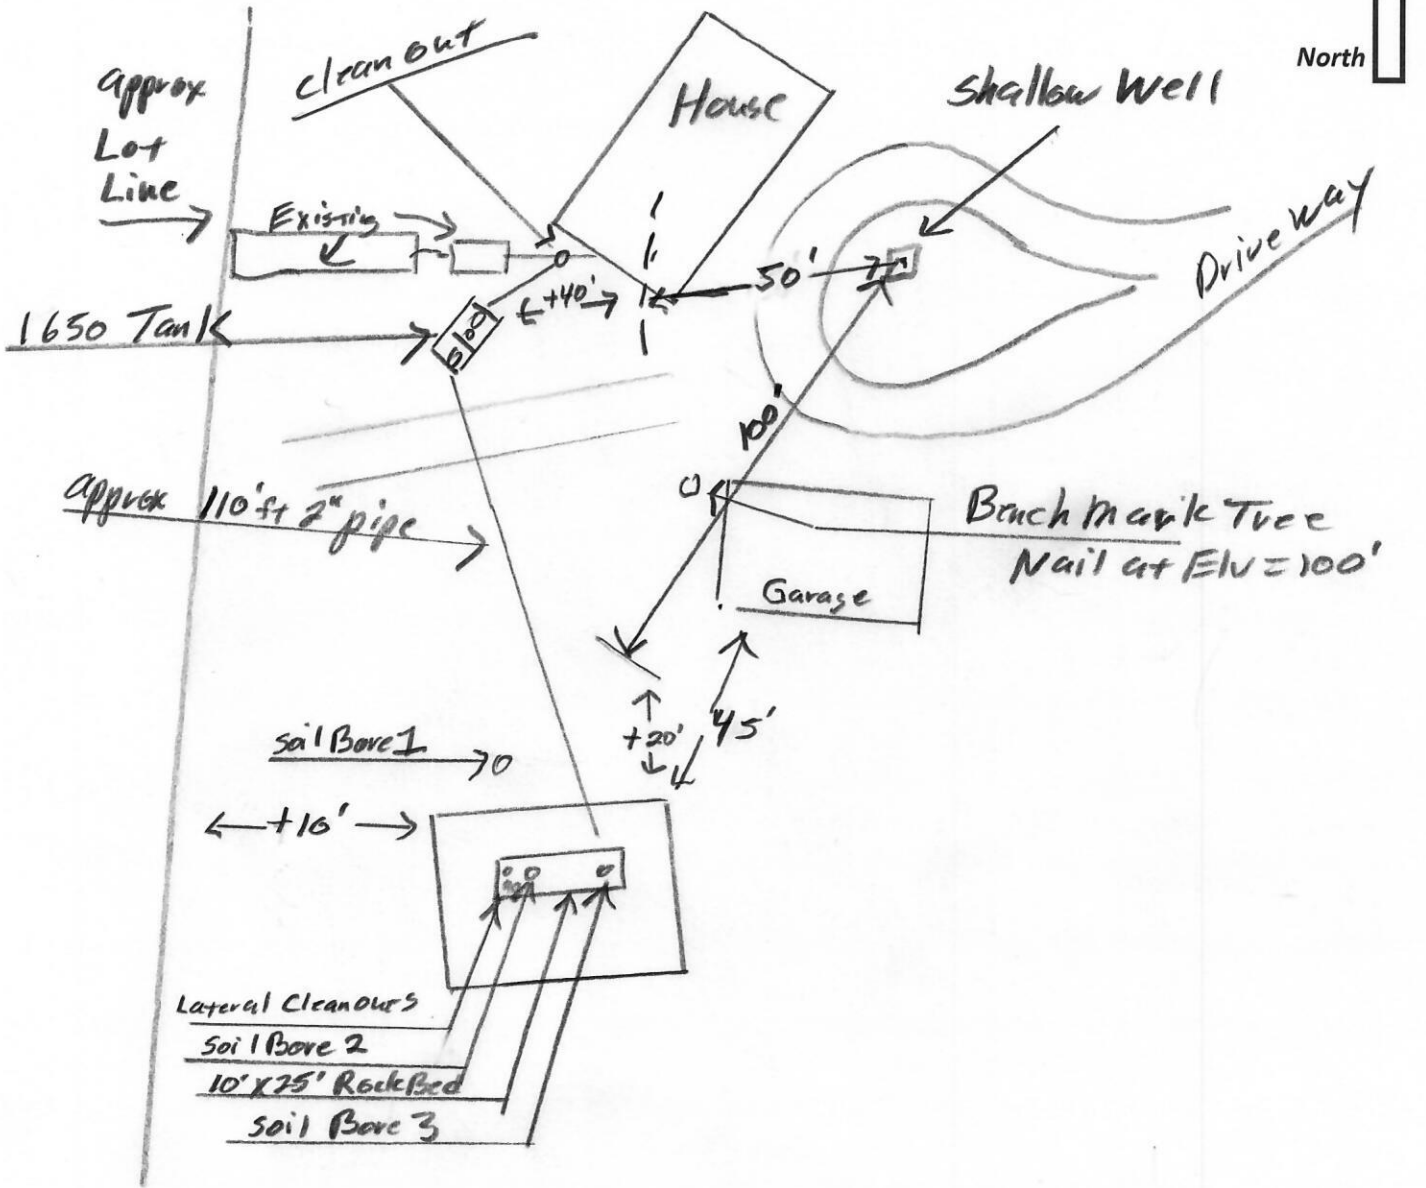 North
cleanout
House
Shallow Well
approx
Lot
Line
Existing
Driveway
50'
+40'
1650 Tank
100'
approx 110' ft 2" pipe
Bench Mark Tree
Nail at Elv = 100'
Garage
+20'
45'
soil Bore 1
+10'
Lateral Cleanouts
Soil Bore 2
10' x 25' Rock Bed
Soil Bore 3